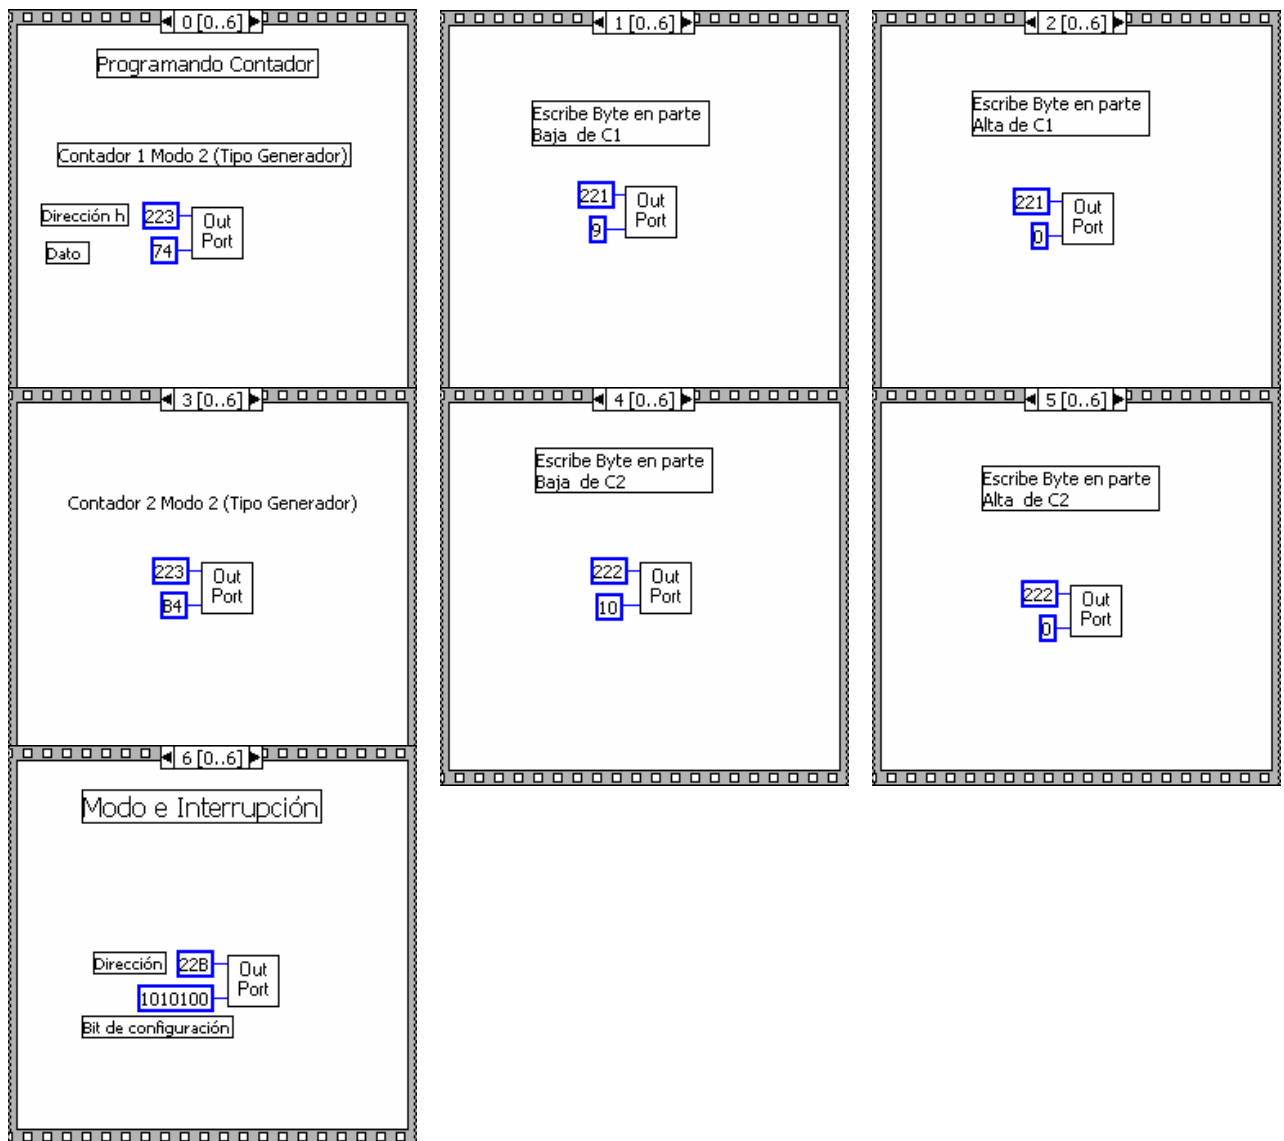 0 [0..6]
Programando Contador
Contador 1 Modo 2 (Tipo Generador)
Dirección h
223
Out
Port
Dato
74
1 [0..6]
Escribe Byte en parte
Baja de C1
221
Out
Port
9
2 [0..6]
Escribe Byte en parte
Alta de C1
221
Out
Port
0
3 [0..6]
Contador 2 Modo 2 (Tipo Generador)
223
Out
Port
B4
4 [0..6]
Escribe Byte en parte
Baja de C2
222
Out
Port
10
5 [0..6]
Escribe Byte en parte
Alta de C2
222
Out
Port
0
6 [0..6]
Modo e Interrupción
Dirección
22B
Out
Port
1010100
Bit de configuración